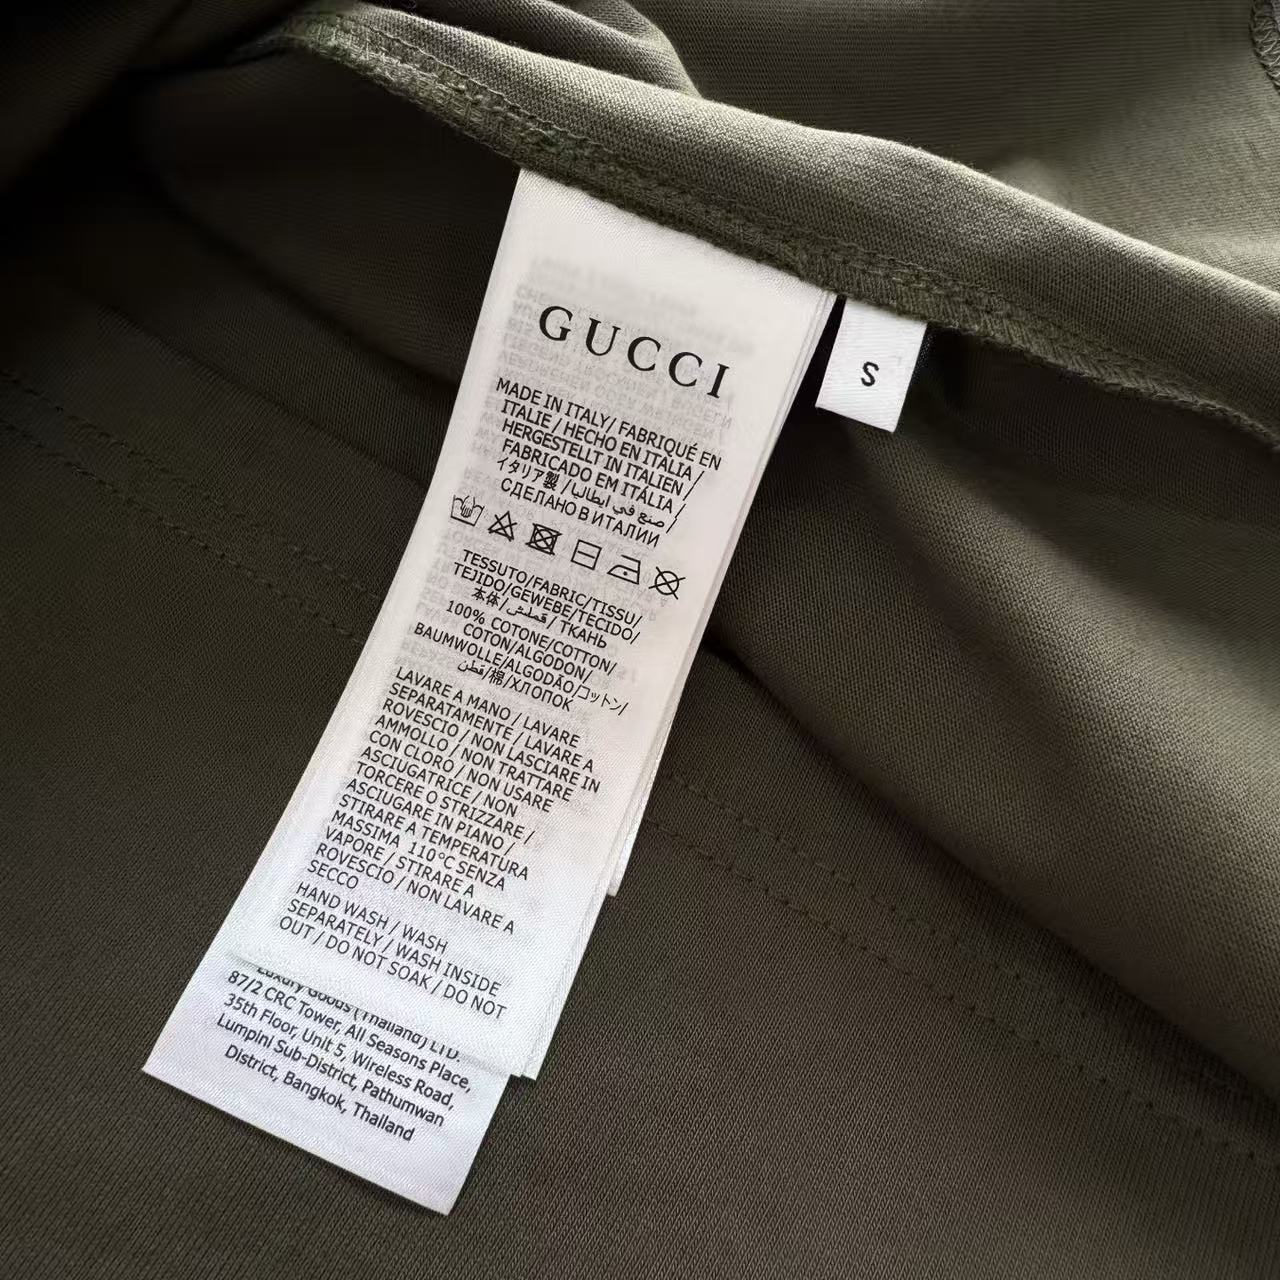 GUCCI
MADE IN ITALY/ FABRIQUÉ EN
ITALIE / HECHO EN ITALIA /
HERGESTELLT IN ITALIEN /
FABRICADO EM ITÁLIA /
イタリア製 / صنع في ايطاليا /
СДЕЛАНО В ИТАЛИИ
TESSUTO/FABRIC/TISSU/
TEJIDO/GEWEBE/TECIDO/
本体/قماش/ ТКАНЬ
100% COTONE/COTTON/
COTON/ALGODON/
BAUMWOLLE/ALGODÃO/コットン/
قطن/棉/ХЛОПОК
LAVARE A MANO / LAVARE
SEPARATAMENTE / LAVARE A
ROVESCIO / NON LASCIARE IN
AMMOLLO / NON TRATTARE
CON CLORO / NON USARE
ASCIUGATRICE / NON
TORCERE O STRIZZARE /
ASCIUGARE IN PIANO /
STIRARE A TEMPERATURA
MASSIMA 110°C SENZA
VAPORE / STIRARE A
ROVESCIO / NON LAVARE A
SECCO
HAND WASH / WASH
SEPARATELY / WASH INSIDE
OUT / DO NOT SOAK / DO NOT
Luxury Goods (Thailand) LTD.
87/2 CRC Tower, All Seasons Place,
35th Floor, Unit 5, Wireless Road,
Lumpini Sub-District, Pathumwan
District, Bangkok, Thailand
S